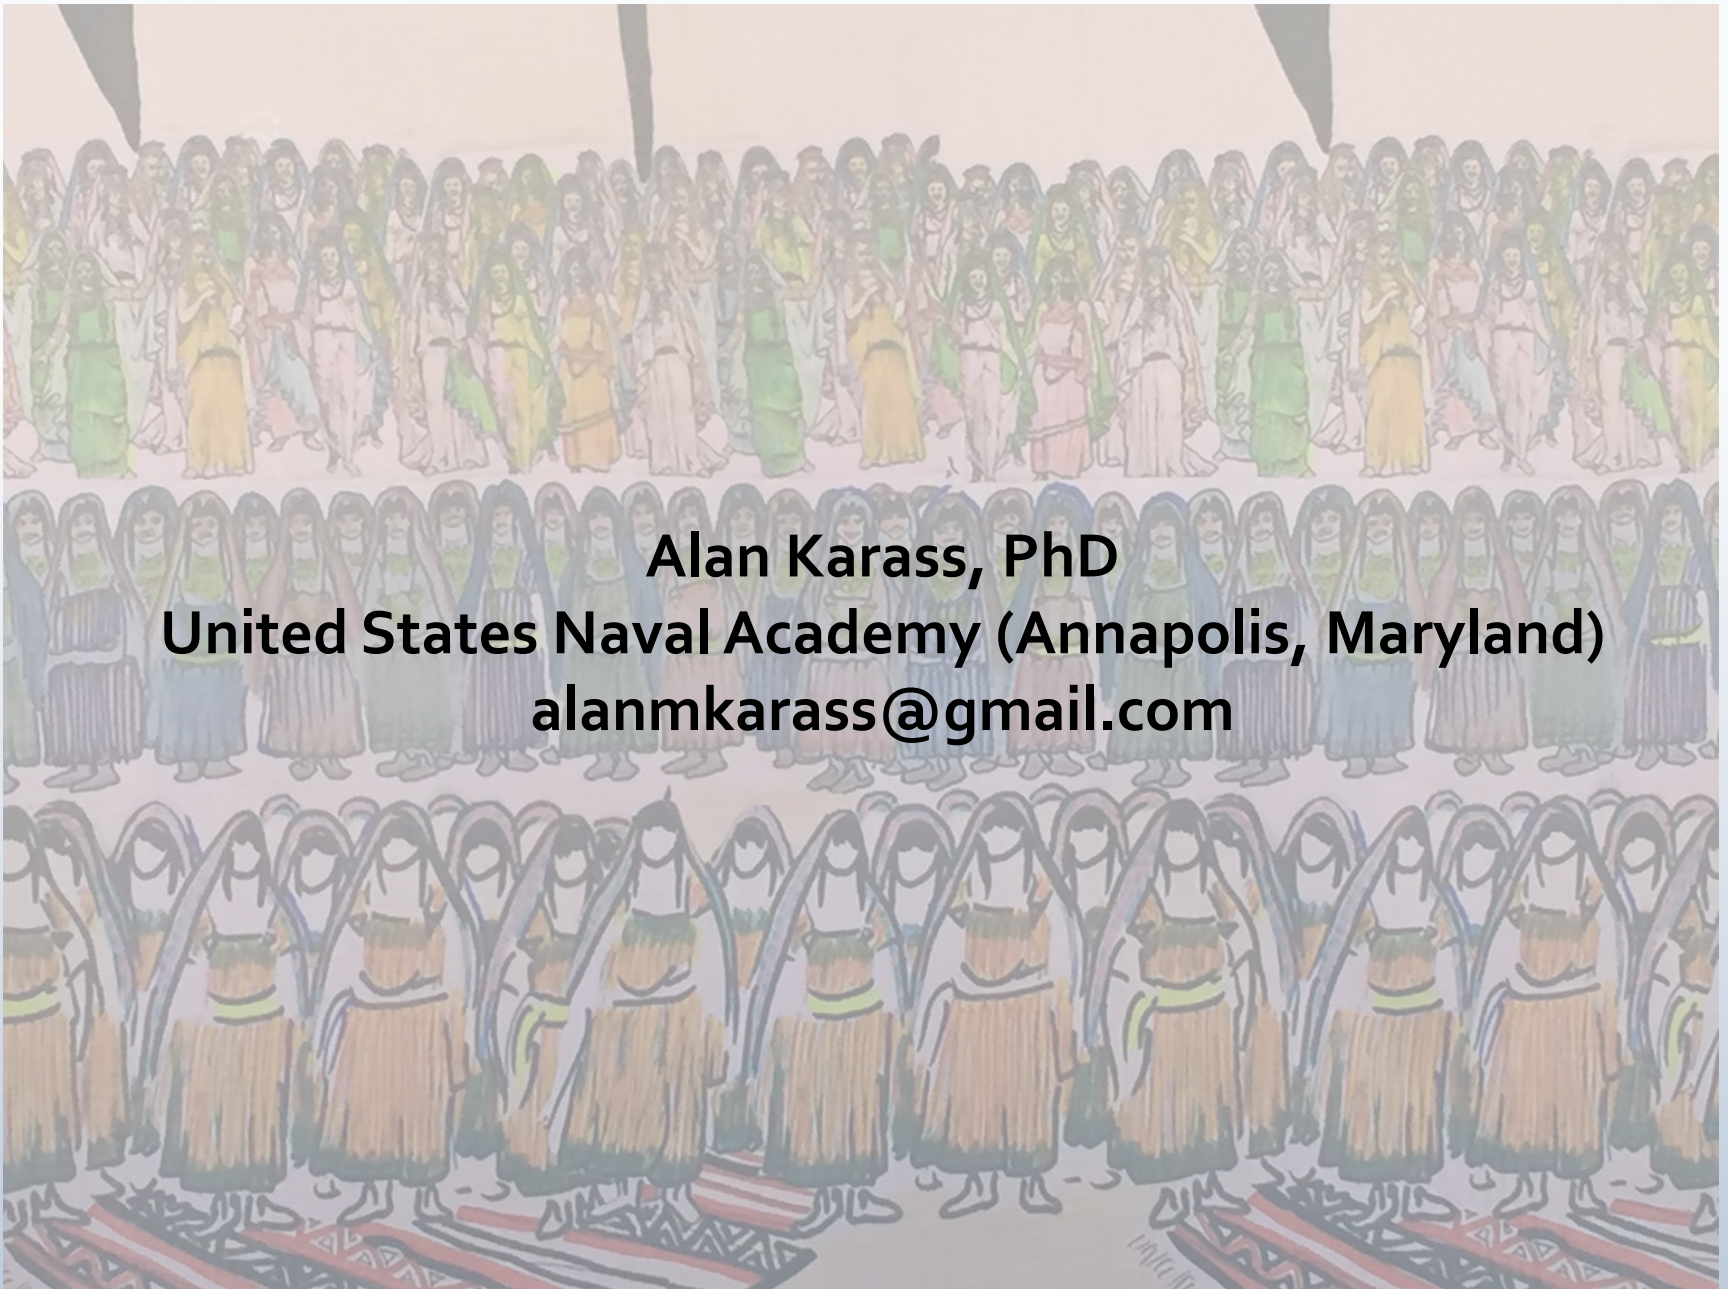 Alan Karass, PhD
United States Naval Academy (Annapolis, Maryland)
alanmkarass@gmail.com